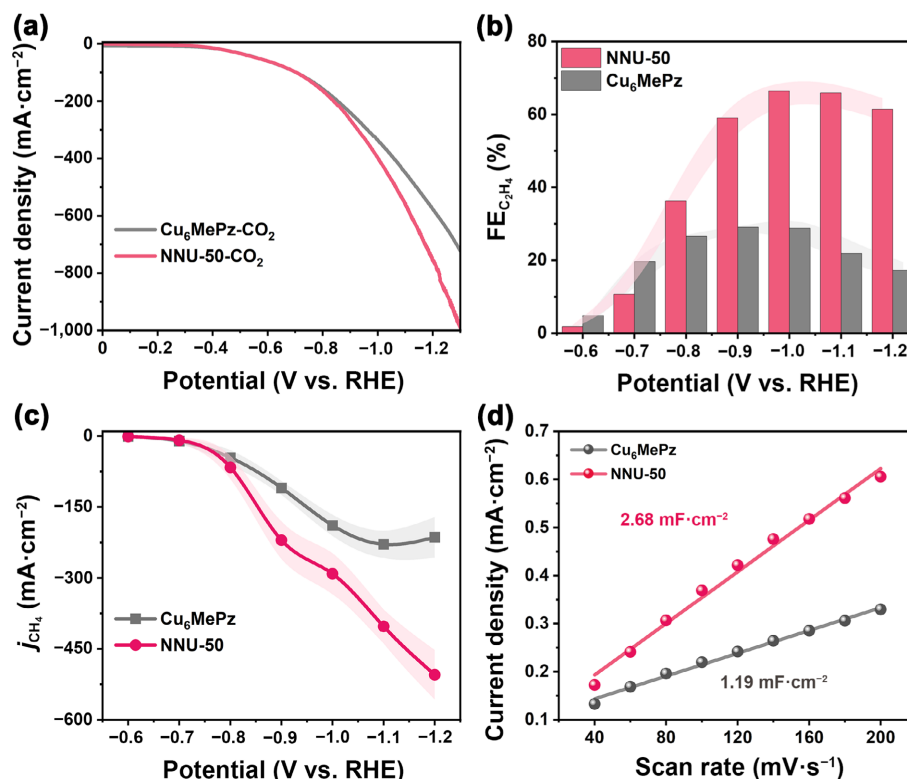 (a)
0
−200
−400
−600
−800
−1,000
Current density (mA·cm⁻²)
Cu₆MePz-CO₂
NNU-50-CO₂
0
−0.2
−0.4
−0.6
−0.8
−1.0
−1.2
Potential (V vs. RHE)
(b)
80
60
40
20
0
FE_C₂H₄ (%)
NNU-50
Cu₆MePz
−0.6
−0.7
−0.8
−0.9
−1.0
−1.1
−1.2
Potential (V vs. RHE)
(c)
0
−150
−300
−450
−600
j_CH₄ (mA·cm⁻²)
Cu₆MePz
NNU-50
−0.6
−0.7
−0.8
−0.9
−1.0
−1.1
−1.2
Potential (V vs. RHE)
(d)
0.7
0.6
0.5
0.4
0.3
0.2
0.1
Current density (mA·cm⁻²)
Cu₆MePz
NNU-50
2.68 mF·cm⁻²
1.19 mF·cm⁻²
40
60
80
100
120
140
160
180
200
Scan rate (mV·s⁻¹)